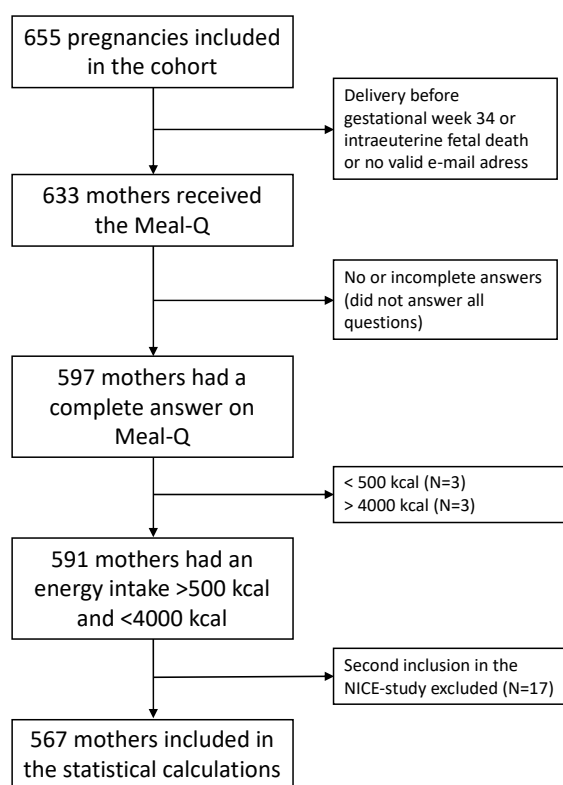 655 pregnancies included
in the cohort
Delivery before
gestational week 34 or
intraeuterine fetal death
or no valid e-mail adress
633 mothers received
the Meal-Q
No or incomplete answers
(did not answer all
questions)
597 mothers had a
complete answer on
Meal-Q
< 500 kcal (N=3)
> 4000 kcal (N=3)
591 mothers had an
energy intake >500 kcal
and <4000 kcal
Second inclusion in the
NICE-study excluded (N=17)
567 mothers included in
the statistical calculations